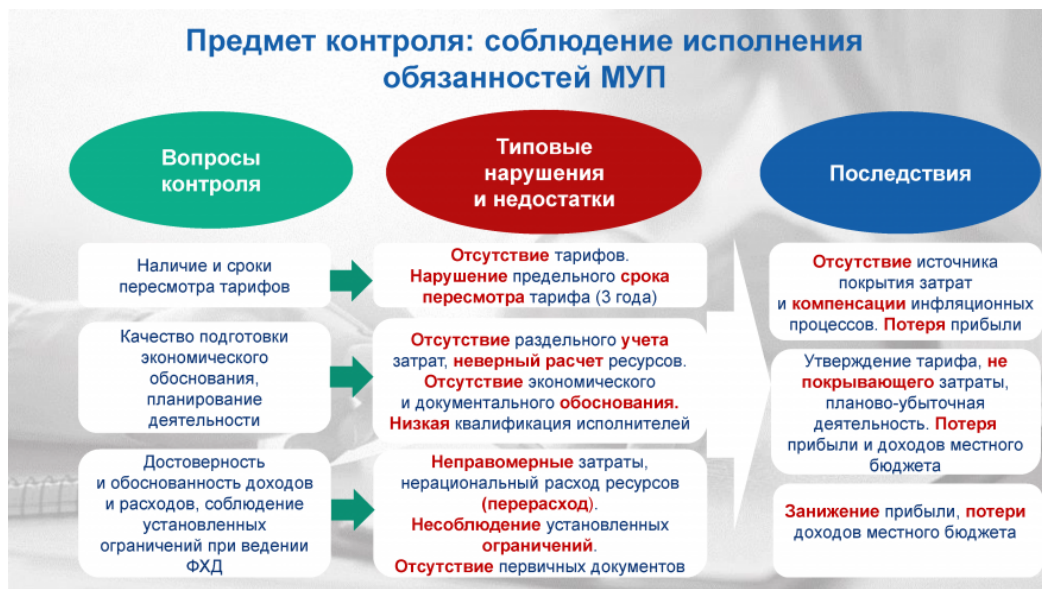 Предмет контроля: соблюдение исполнения
обязанностей МУП
Вопросы
контроля
Типовые
нарушения
и недостатки
Последствия
Наличие и сроки
пересмотра тарифов
Отсутствие тарифов.
Нарушение предельного срока
пересмотра тарифа (3 года)
Отсутствие источника
покрытия затрат
и компенсации инфляционных
процессов. Потеря прибыли
Качество подготовки
экономического
обоснования,
планирование
деятельности
Отсутствие раздельного учета
затрат, неверный расчет ресурсов.
Отсутствие экономического
и документального обоснования.
Низкая квалификация исполнителей
Утверждение тарифа, не
покрывающего затраты,
планово-убыточная
деятельность. Потеря
прибыли и доходов местного
бюджета
Достоверность
и обоснованность доходов
и расходов, соблюдение
установленных
ограничений при ведении
ФХД
Неправомерные затраты,
нерациональный расход ресурсов
(перерасход).
Несоблюдение установленных
ограничений.
Отсутствие первичных документов
Занижение прибыли, потери
доходов местного бюджета